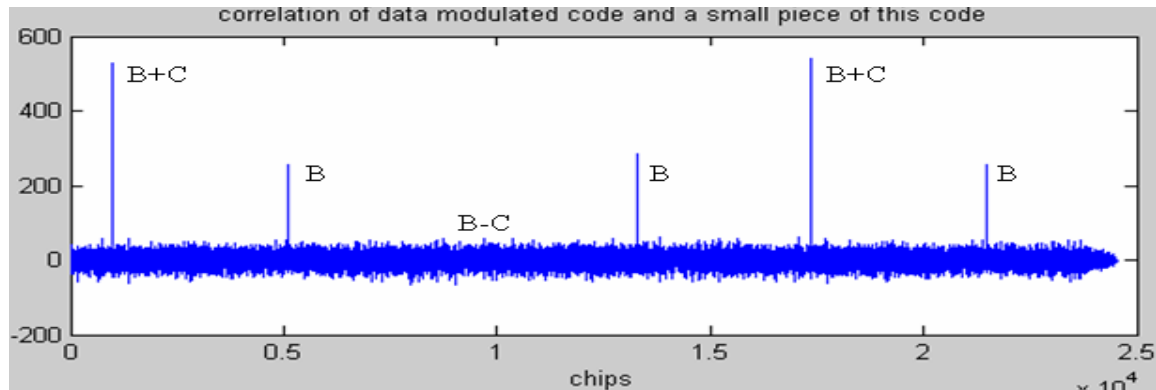 correlation of data modulated code and a small piece of this code
600
B+C
B+C
400
200
B
B
B
B-C
0
-200
0
0.5
1
1.5
2
2.5
chips
x 10^4